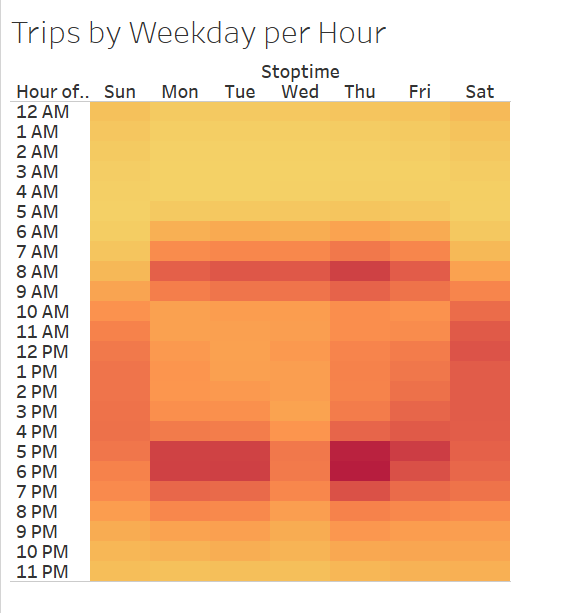 Trips by Weekday per Hour
Stoptime
Hour of.. Sun Mon Tue Wed Thu Fri Sat
12 AM
1 AM
2 AM
3 AM
4 AM
5 AM
6 AM
7 AM
8 AM
9 AM
10 AM
11 AM
12 PM
1 PM
2 PM
3 PM
4 PM
5 PM
6 PM
7 PM
8 PM
9 PM
10 PM
11 PM